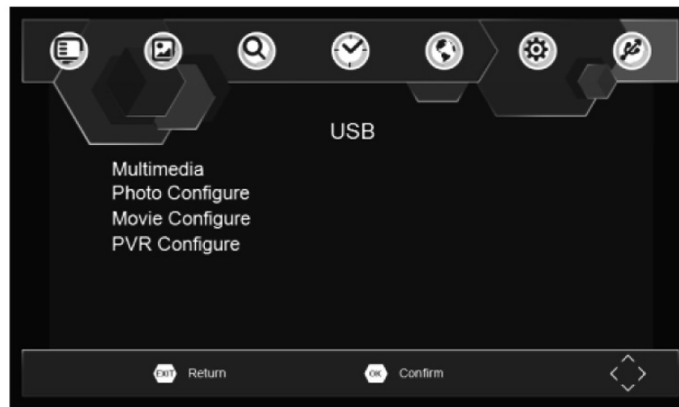 USB
Multimedia
Photo Configure
Movie Configure
PVR Configure
EXIT Return OK Confirm